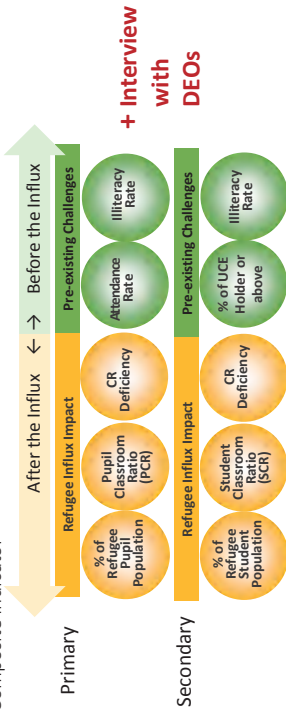 Composite Indicator
After the Influx ← → Before the Influx
Primary
Refugee Influx Impact
Pre-existing Challenges
% of
Refugee
Pupil
Population
Pupil
Classroom
Ratio
(PCR)
CR
Deficiency
Attendance
Rate
Illiteracy
Rate
Secondary
Refugee Influx Impact
Pre-existing Challenges
% of
Refugee
Student
Population
Student
Classroom
Ratio
(SCR)
CR
Deficiency
% of UCE
Holder or
above
Illiteracy
Rate
+ Interview
with
DEOs